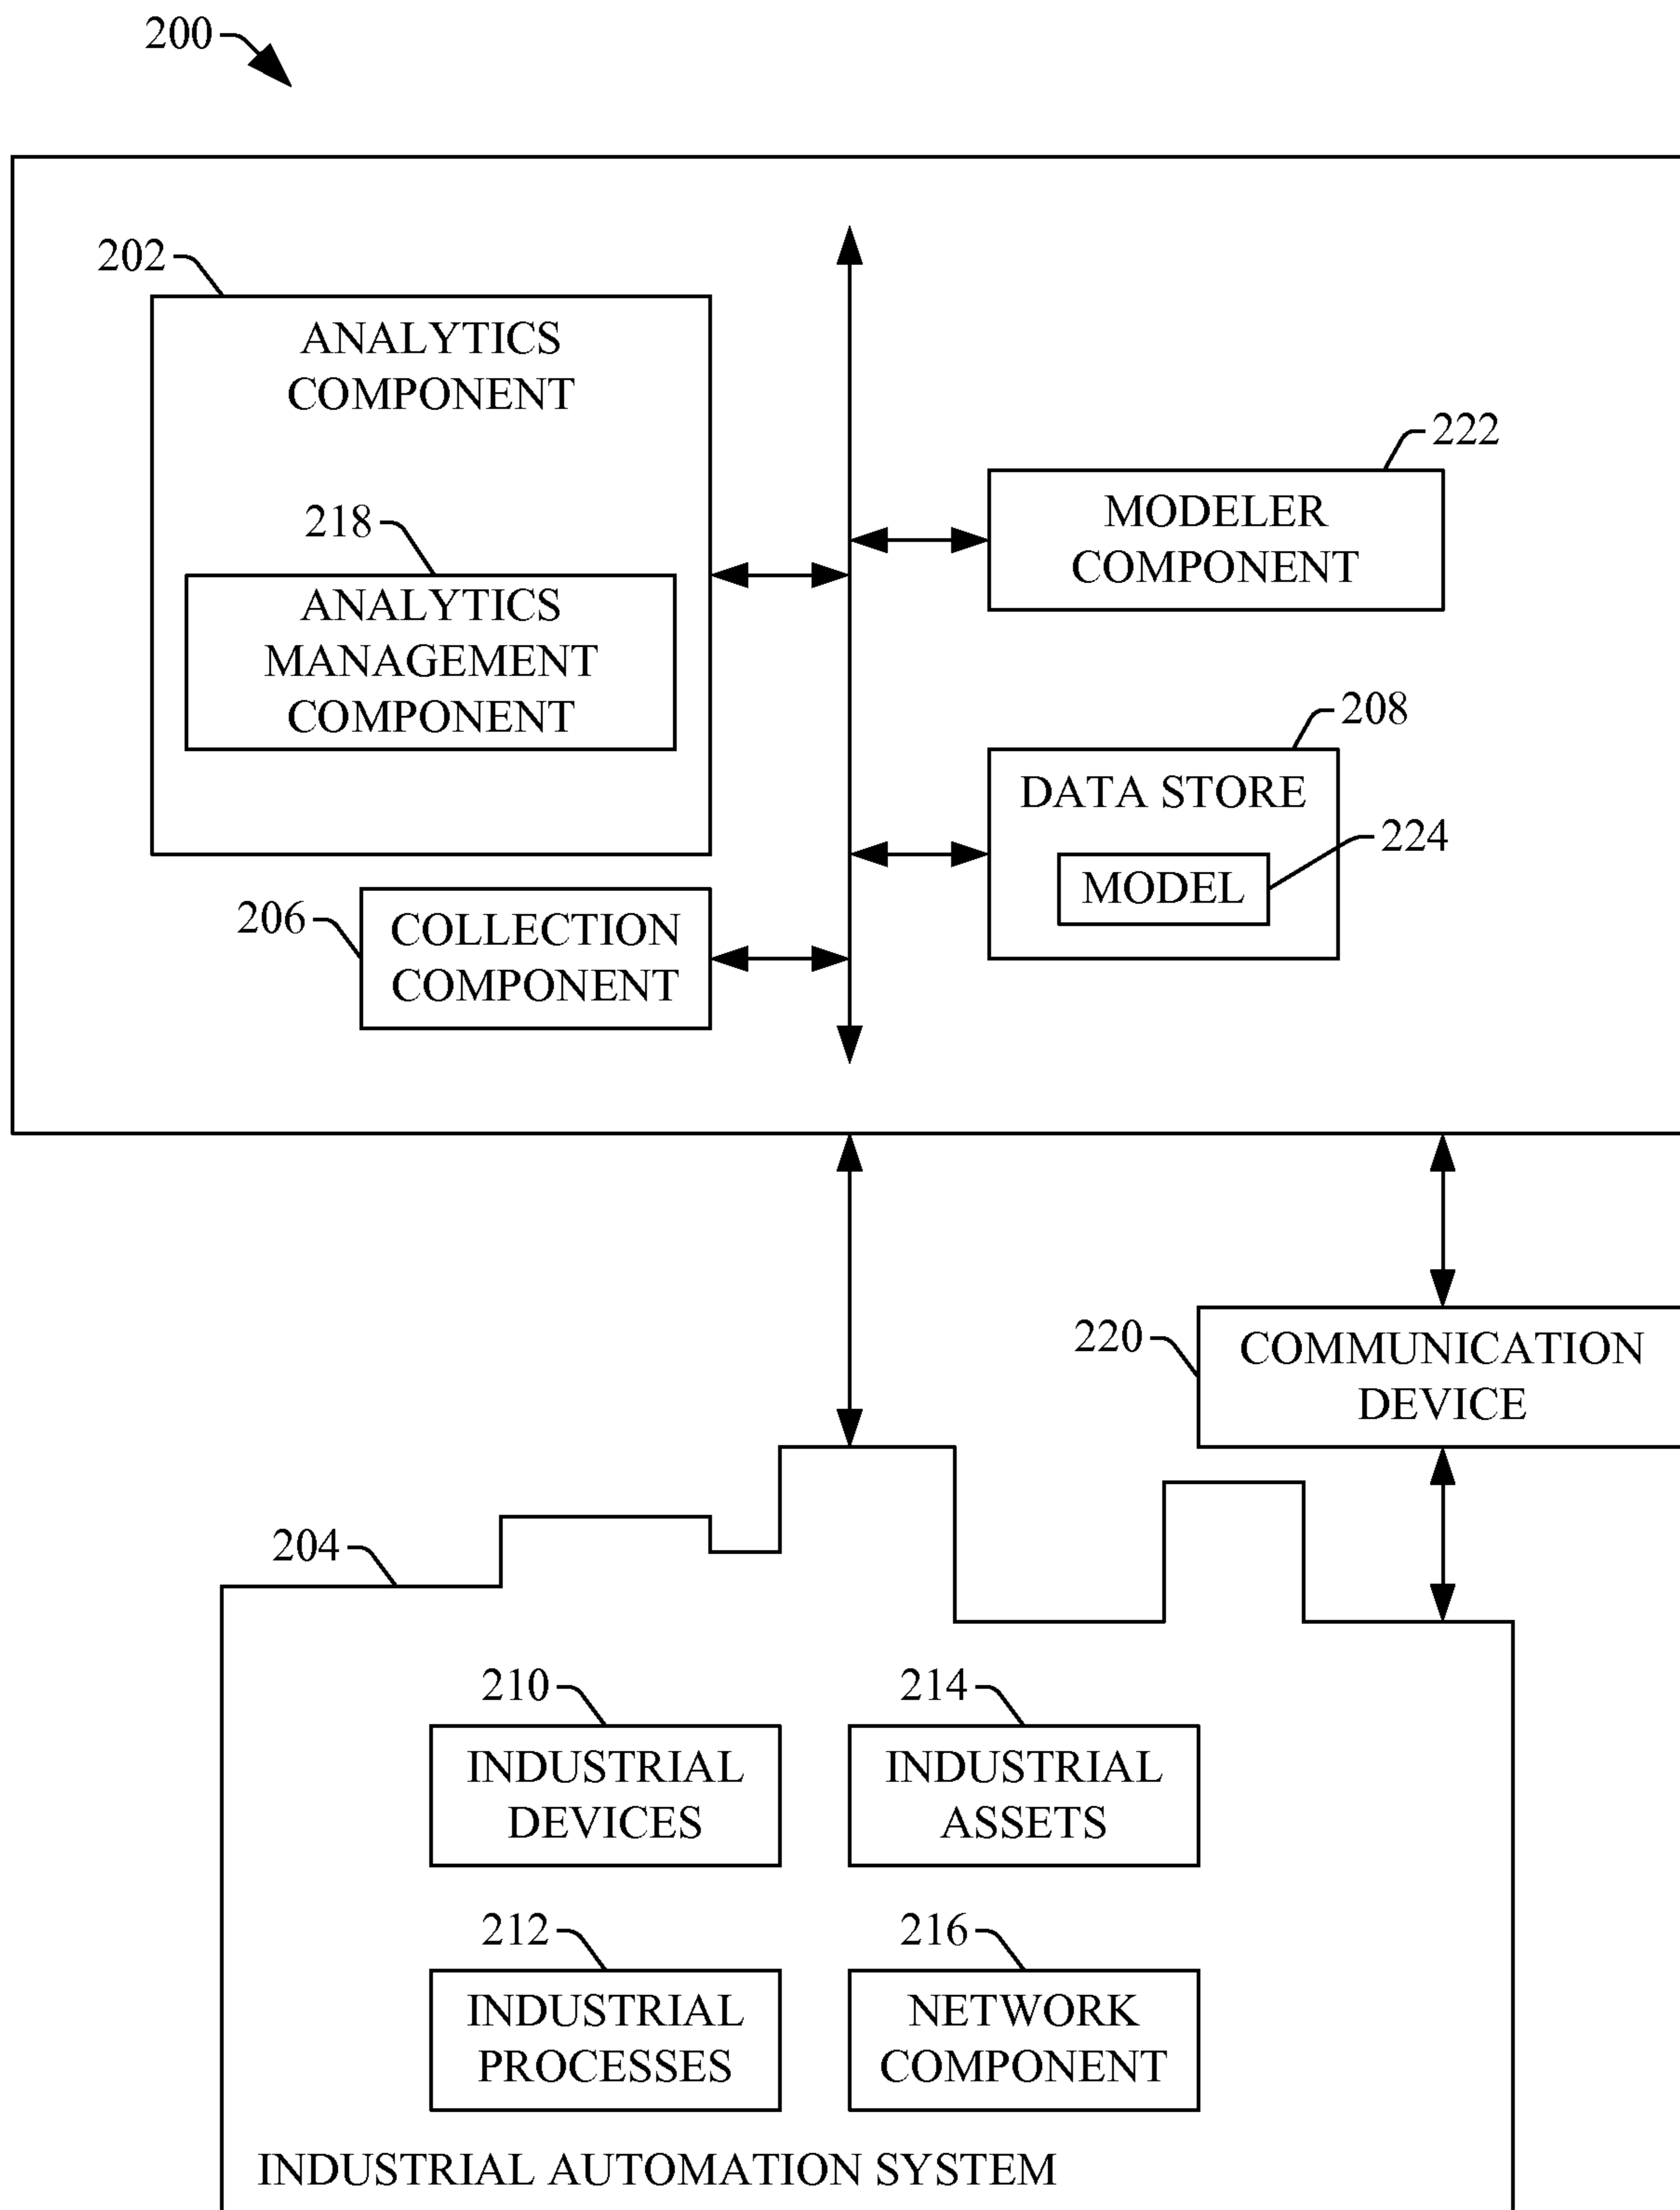 200
202
ANALYTICS
COMPONENT
222
MODELER
COMPONENT
218
ANALYTICS
MANAGEMENT
COMPONENT
208
DATA STORE
224
MODEL
206
COLLECTION
COMPONENT
220
COMMUNICATION
DEVICE
204
210
INDUSTRIAL
DEVICES
214
INDUSTRIAL
ASSETS
212
INDUSTRIAL
PROCESSES
216
NETWORK
COMPONENT
INDUSTRIAL AUTOMATION SYSTEM